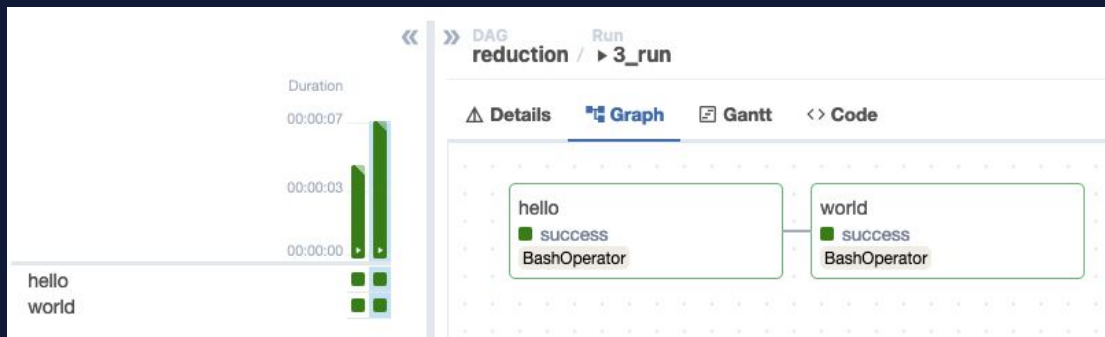 Duration
00:00:07
00:00:03
00:00:00
hello
world
DAG Run
reduction / 3_run
Details Graph Gantt <> Code
hello
success
BashOperator
world
success
BashOperator